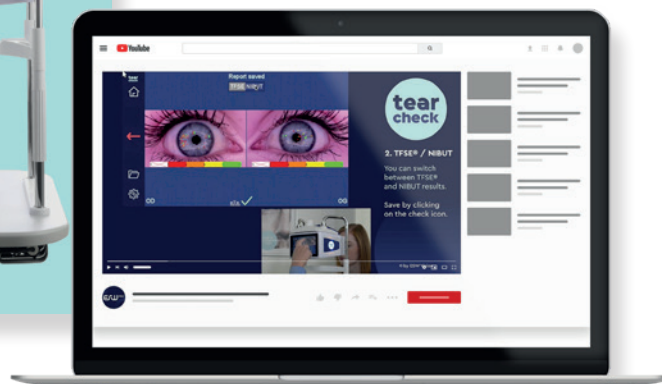 YouTube
Report saved
TFSE NIBUT
tear
check
2. TFSE® / NIBUT
You can switch
between TFSE®
and NIBUT results.
Save by clicking
on the check icon.